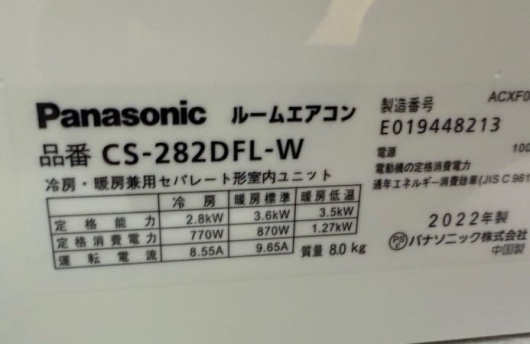 Panasonic ルームエアコン
品番 CS-282DFL-W
冷房・暖房兼用セパレート形室内ユニット
冷房 暖房標準 暖房低温
定格能力 2.8kW 3.6kW 3.5kW
定格消費電力 770W 870W 1.27kW
運転電流 8.55A 9.65A 質量 8.0 kg
製造番号 ACXF0
E019448213
電源 100
電動機の定格消費電力
通年エネルギー消費効率(JIS C 961
2022年製
PS パナソニック株式会社
中国製